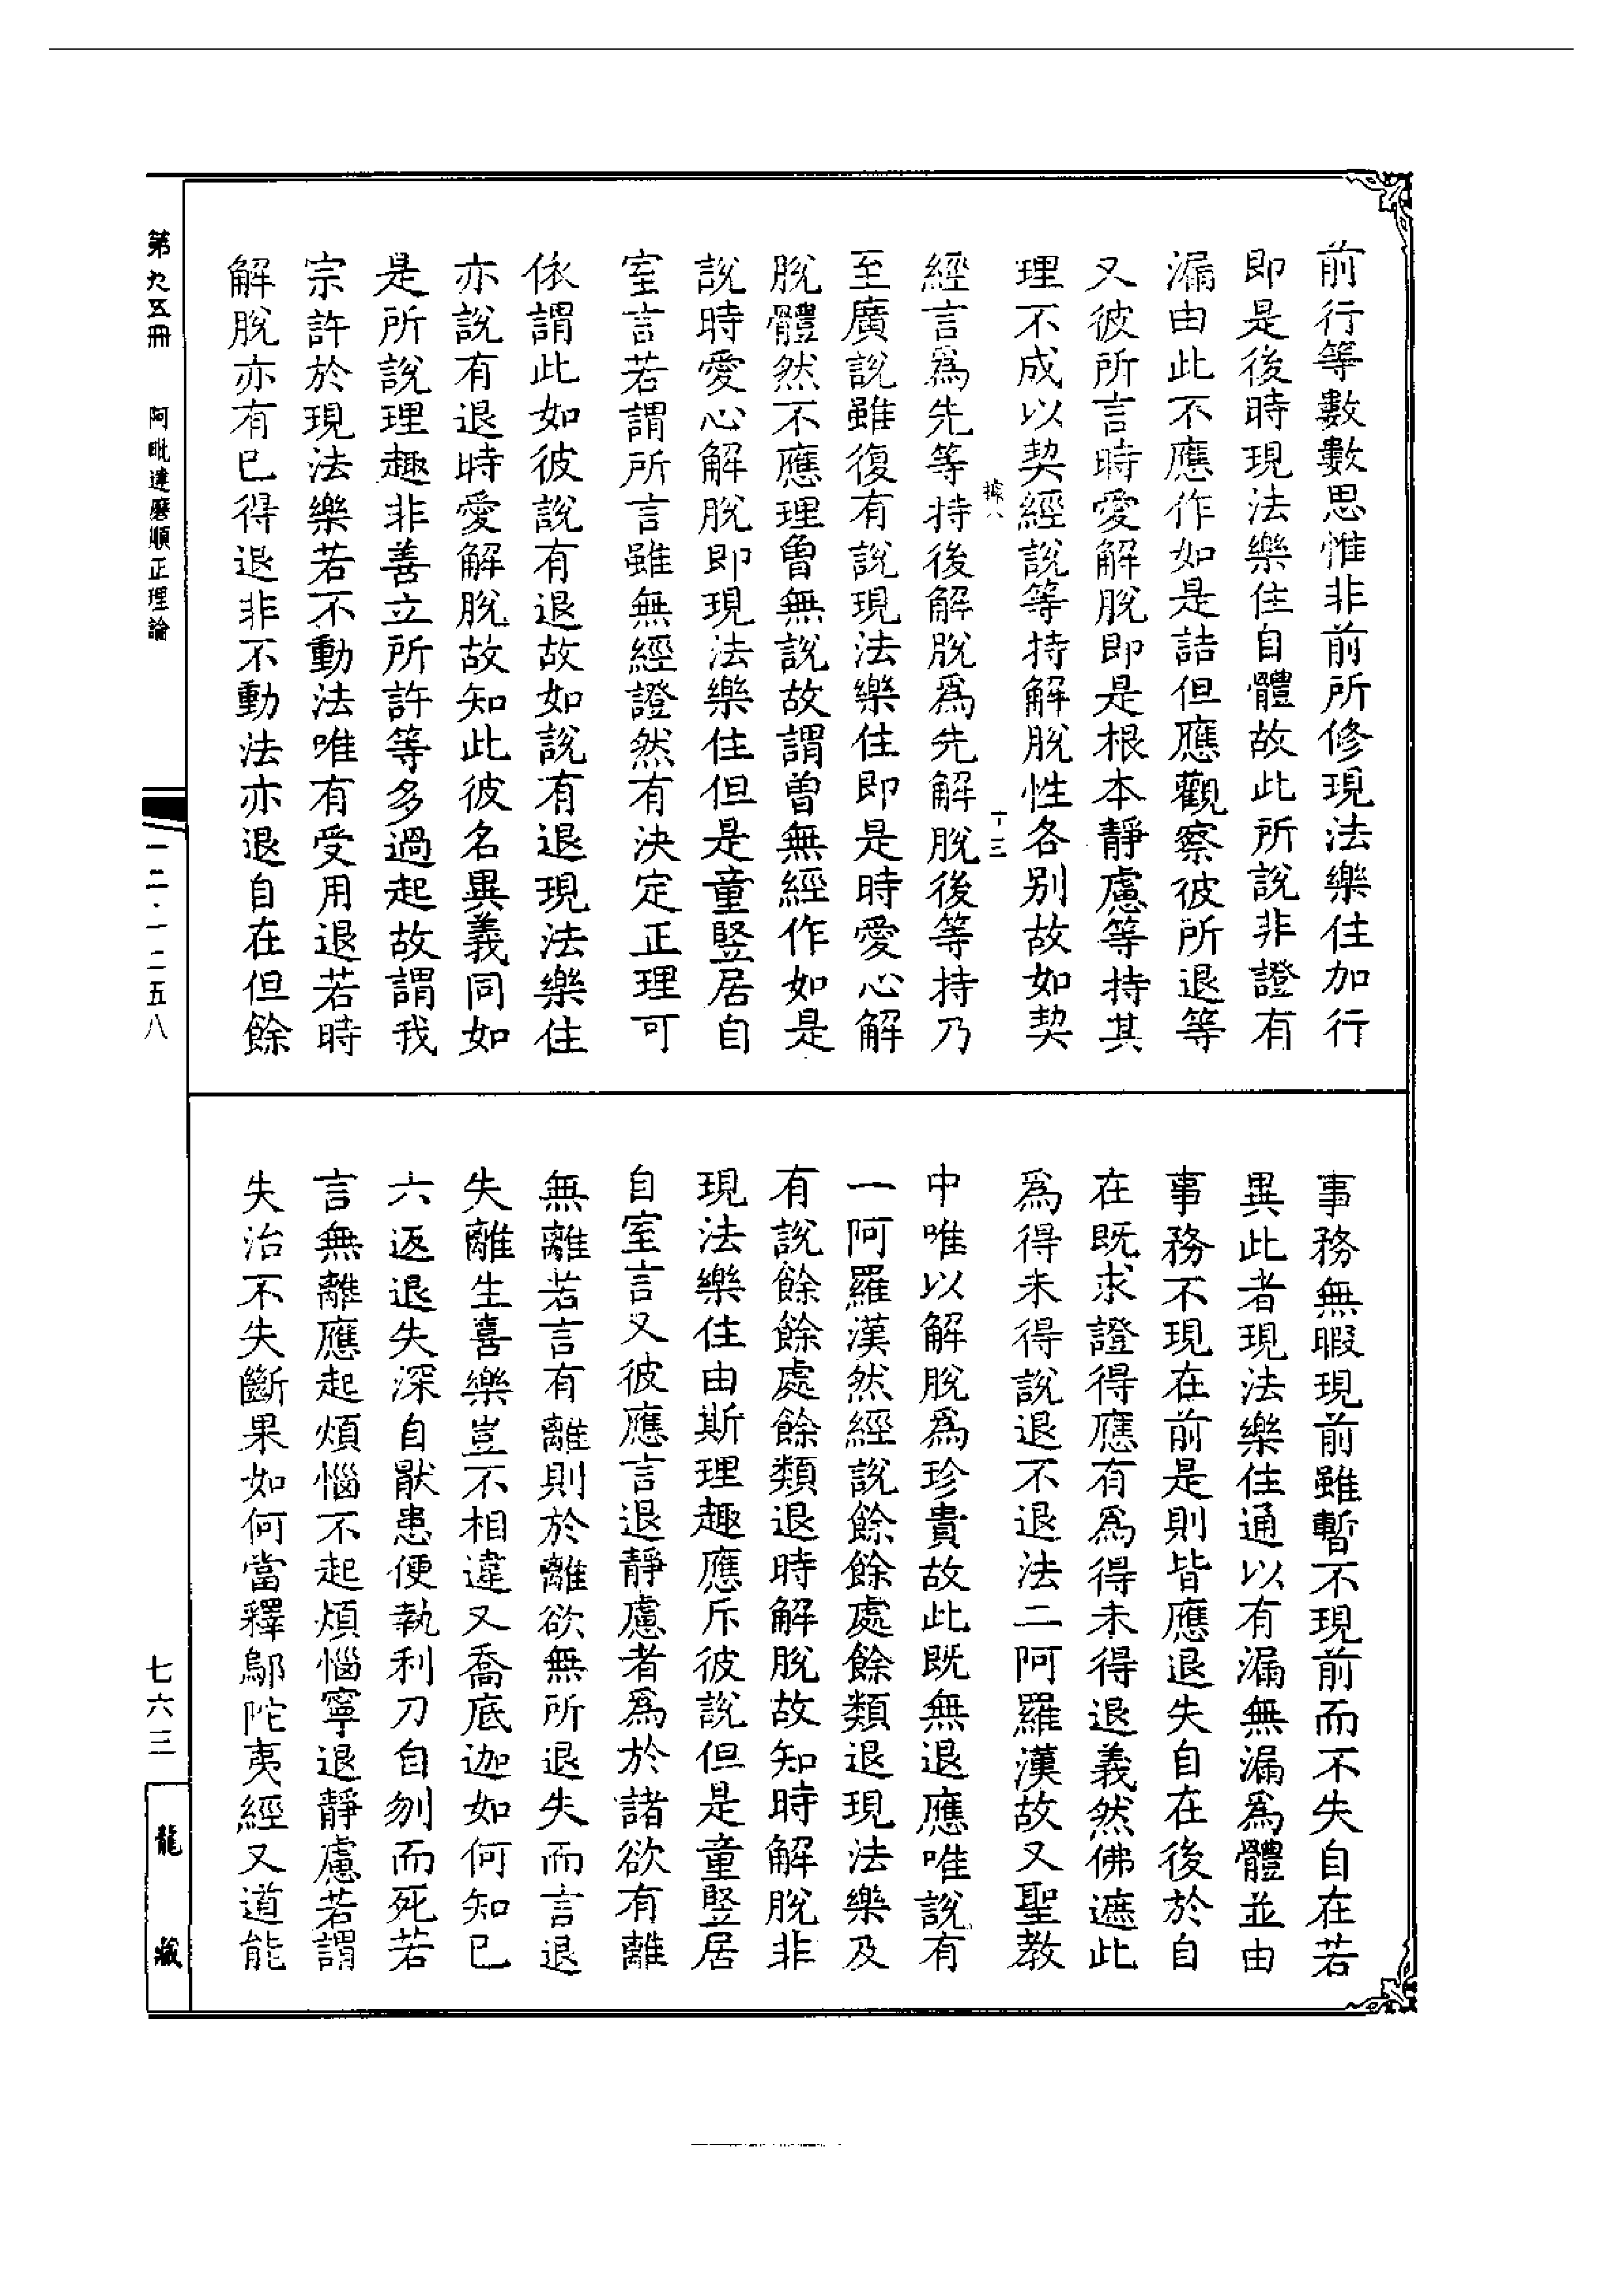 前行等數數思惟非前所修現法樂住加行
即是後時現法樂住自體故此所說非證有
漏由此不應作如是詰但應觀察彼所退等
又彼所言時愛解脫即是根本靜慮等持其
理不成以契經說等持解脫性各別故如契
據八
十三
經言爲先等持後解脫爲先解脫後等持乃
至廣說雖復有說現法樂住即是時愛心解
脫體然不應理曾無說故謂曾無經作如是
說時愛心解脫即現法樂住但是童豎居自
室言若謂所言雖無經證然有決定正理可
依謂此如彼說有退故如說有退現法樂住
亦說有退時愛解脫故知此彼名異義同如
是所說理趣非善立所許等多過起故謂我
宗許於現法樂若不動法唯有受用退若時
解脫亦有已得退非不動法亦退自在但餘
事務無暇現前雖暫不現前而不失自在若
異此者現法樂住通以有漏無漏爲體並由
事務不現在前是則皆應退失自在後於自
在既求證得應有爲得未得退義然佛遮此
爲得未得說退不退法二阿羅漢故又聖教
中唯以解脫爲珍貴故此既無退應唯說有
一阿羅漢然經說餘餘處餘類退現法樂及
有說餘餘處餘類退時解脫故知時解脫非
現法樂住由斯理趣應斥彼說但是童豎居
自室言又彼應言退靜慮者爲於諸欲有離
無離若言有離則於離欲無所退失而言退
失離生喜樂豈不相違又喬底迦如何知已
六返退失深自猒患便執利刀自刎而死若
言無離應起煩惱不起煩惱寧退靜慮若謂
失治不失斷果如何當釋鄔陀夷經又道能
第九五冊
阿毗達磨順正理論
一二·一二五八
七六三
龍藏